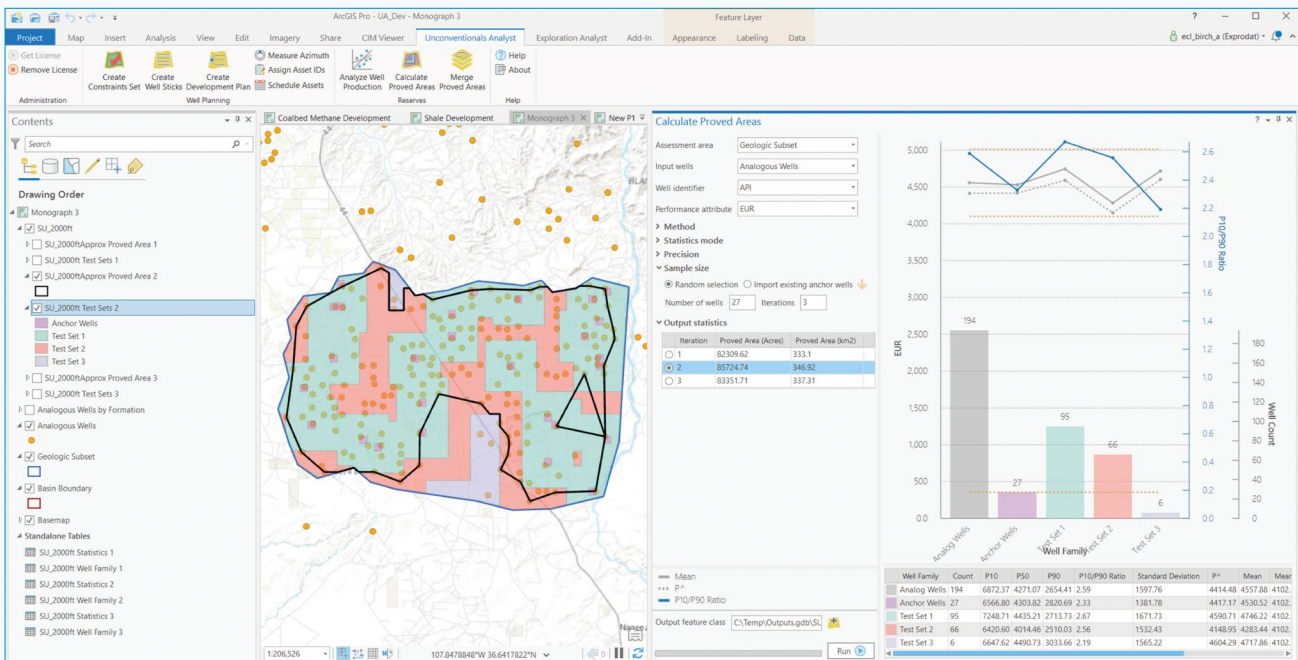 ArcGIS Pro - UA_Dev - Monograph 3
Feature Layer
?
Project Map Insert Analysis View Edit Imagery Share CIM Viewer Unconventionals Analyst Exploration Analyst Add-In Appearance Labeling Data
ecl_birch_a (Exprodat)
Get License
Remove License
Administration
Create Constraints Set
Create Well Sticks
Create Development Plan
Measure Azimuth
Assign Asset IDs
Schedule Assets
Well Planning
Analyze Well Production
Calculate Proved Areas
Merge Proved Areas
Reserves
Help
About
Help
Contents
Search
Drawing Order
Monograph 3
SU_2000ft
SU_2000ftApprox Proved Area 1
SU_2000ft Test Sets 1
SU_2000ftApprox Proved Area 2
SU_2000ft Test Sets 2
Anchor Wells
Test Set 1
Test Set 2
Test Set 3
SU_2000ftApprox Proved Area 3
SU_2000ft Test Sets 3
Analogous Wells by Formation
Analogous Wells
Geologic Subset
Basin Boundary
Basemap
Standalone Tables
SU_2000ft Statistics 1
SU_2000ft Well Family 1
SU_2000ft Statistics 2
SU_2000ft Well Family 2
SU_2000ft Statistics 3
SU_2000ft Well Family 3
Coalbed Methane Development Shale Development Monograph 3 New P1
44
44
1:206,526
107.8478848°W 36.6417822°N
0
Calculate Proved Areas
?
Assessment area Geologic Subset
Input wells Analogous Wells
Well identifier API
Performance attribute EUR
Method
Statistics mode
Precision
Sample size
Random selection Import existing anchor wells
Number of wells 27 Iterations 3
Output statistics
Iteration Proved Area (Acres) Proved Area (km2)
1 82309.62 333.1
2 85724.74 346.92
3 83351.71 337.31
Mean
P^
P10/P90 Ratio
Output feature class C:\Temp\Outputs.gdb\SU
Run
EUR
5,000
4,500
4,000
3,500
3,000
2,500
2,000
1,500
1,000
500
0.0
194
27
95
66
6
Analog Wells
Anchor Wells
Test Set 1
Test Set 2
Test Set 3
Well Family
P10/P90 Ratio
2.6
2.4
2.2
2.0
1.8
1.6
1.4
1.2
1.0
0.8
0.6
0.4
0.2
0.0
Well Count
180
160
140
120
100
80
60
40
20
0
Well Family Count P10 P50 P90 P10/P90 Ratio Standard Deviation P^ Mean Mear
Analog Wells 194 6872.37 4271.07 2654.41 2.59 1597.76 4414.48 4557.88 4102.
Anchor Wells 27 6566.80 4303.82 2820.69 2.33 1381.78 4417.17 4530.52 4102.
Test Set 1 95 7248.71 4435.21 2713.73 2.67 1671.73 4590.71 4746.22 4102.
Test Set 2 66 6420.60 4014.46 2510.03 2.56 1532.43 4148.95 4283.44 4102.
Test Set 3 6 6647.62 4490.73 3033.66 2.19 1565.22 4604.29 4717.86 4102.